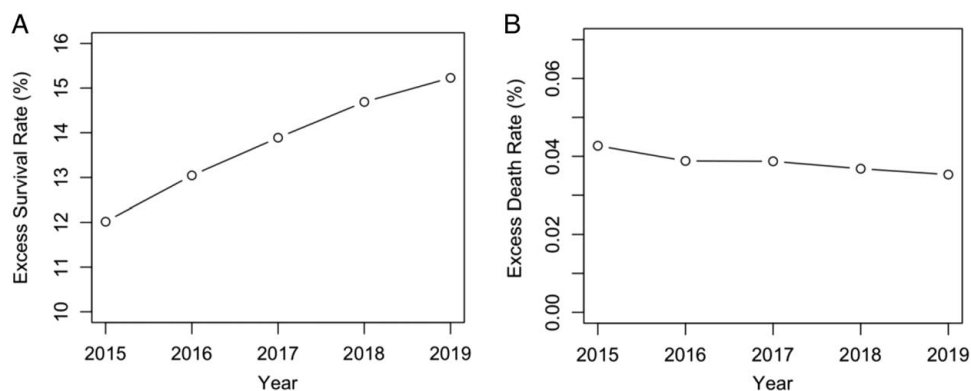 A
Excess Survival Rate (%)
16
15
14
13
12
11
10
2015 2016 2017 2018 2019
Year
B
Excess Death Rate (%)
0.06
0.04
0.02
0.00
2015 2016 2017 2018 2019
Year